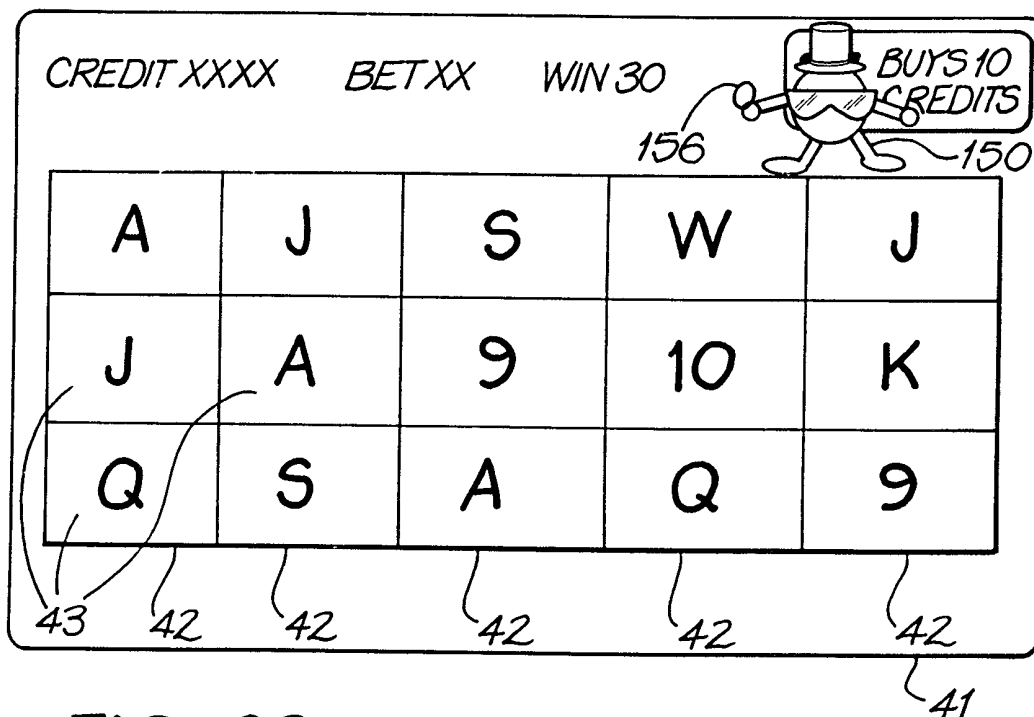 CREDIT XXXX BET XX WIN 30 BUYS 10
CREDITS
156 150
A J S W J
J A 9 10 K
Q S A Q 9
43 42 42 42 42 42
41